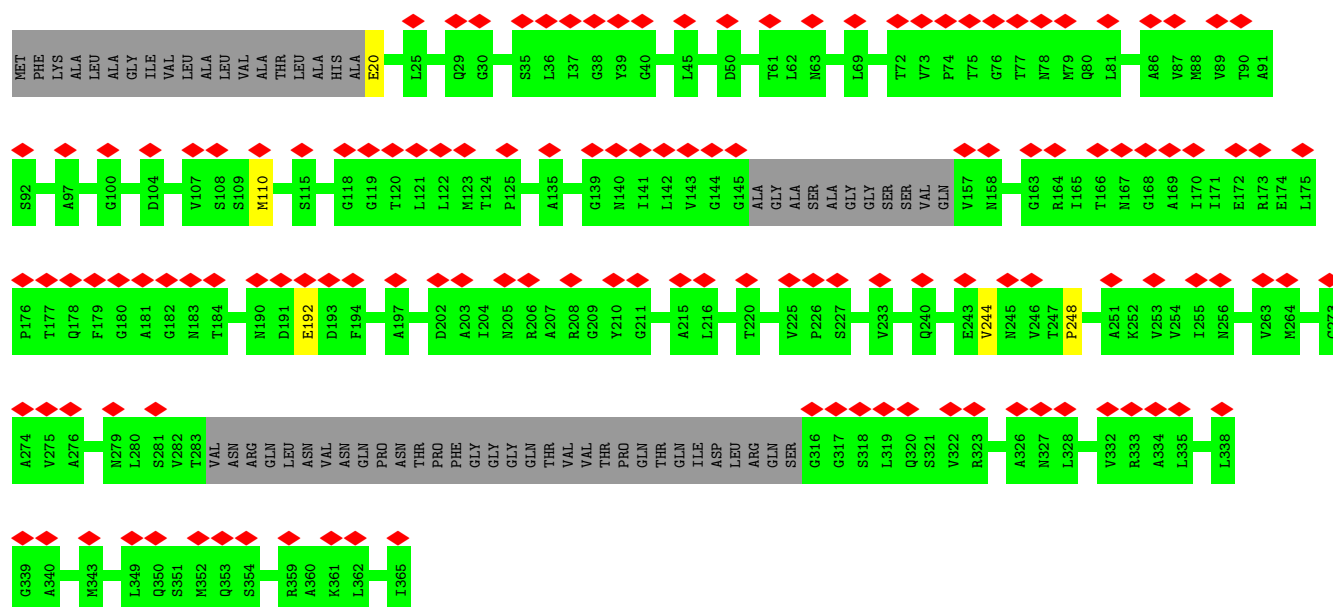 MET PHE LYS ALA LEU ALA GLY ILE VAL LEU ALA LEU VAL ALA THR LEU ALA HIS ALA E20 L25 Q29 G30 S35 L36 I37 G38 Y39 G40 L45 D50 T61 L62 N63 L69 T72 V73 P74 T75 G76 T77 N78 M79 Q80 L81 A86 V87 M88 V89 T90 A91
S92 A97 G100 D104 V107 S108 S109 M110 S115 G118 G119 T120 L121 L122 M123 T124 P125 A135 G139 N140 I141 L142 V143 G144 G145 ALA GLY ALA SER ALA GLY GLY SER SER VAL GLN V157 N158 G163 R164 I165 T166 N167 G168 A169 I170 I171 E172 R173 E174 L175
P176 T177 Q178 F179 G180 A181 G182 N183 T184 N190 D191 E192 D193 F194 A197 D202 A203 I204 N205 R206 A207 R208 G209 Y210 G211 A215 L216 T220 V225 P226 S227 V233 Q240 E243 V244 N245 V246 T247 P248 A251 K252 V253 V254 I255 N256 V263 M264
A274 V275 A276 N279 L280 S281 V282 T283 VAL ASN ARG GLN LEU ASN VAL ASN GLN PRO ASN THR THR PRO PHE GLY GLY GLY GLN THR VAL VAL THR PRO GLN THR GLN ILE ASP LEU ARG GLN SER G316 G317 S318 L319 Q320 S321 V322 R323 A326 N327 L328 V332 R333 A334 L335 L338
G339 A340 M343 L349 Q350 S351 M352 Q353 S354 R359 A360 K361 L362 I365